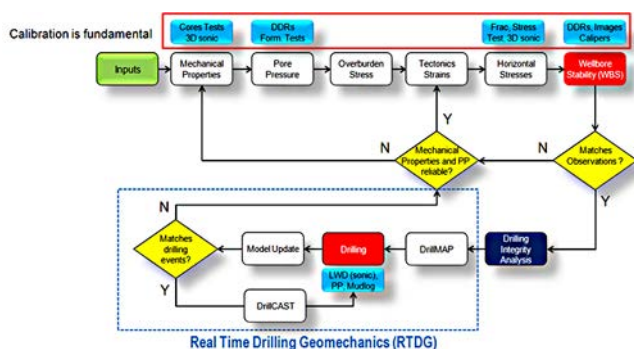 Calibration is fundamental
Cores Tests
3D sonic
DDRs
Form. Tests
Frac, Stress
Test, 3D sonic
DDRs, Images
Calipers
Inputs
Mechanical
Properties
Pore
Pressure
Overburden
Stress
Tectonics
Strains
Horizontal
Stresses
Wellbore
Stability (WBS)
Y
N
Mechanical
Properties and PP
reliable?
N
Matches
Observations ?
Y
N
Matches
drilling
events?
Y
Model Update
Drilling
LWD (sonic),
PP, Mudlog
DrillMAP
Drilling
Integrity
Analysis
DrillCAST
Real Time Drilling Geomechanics (RTDG)